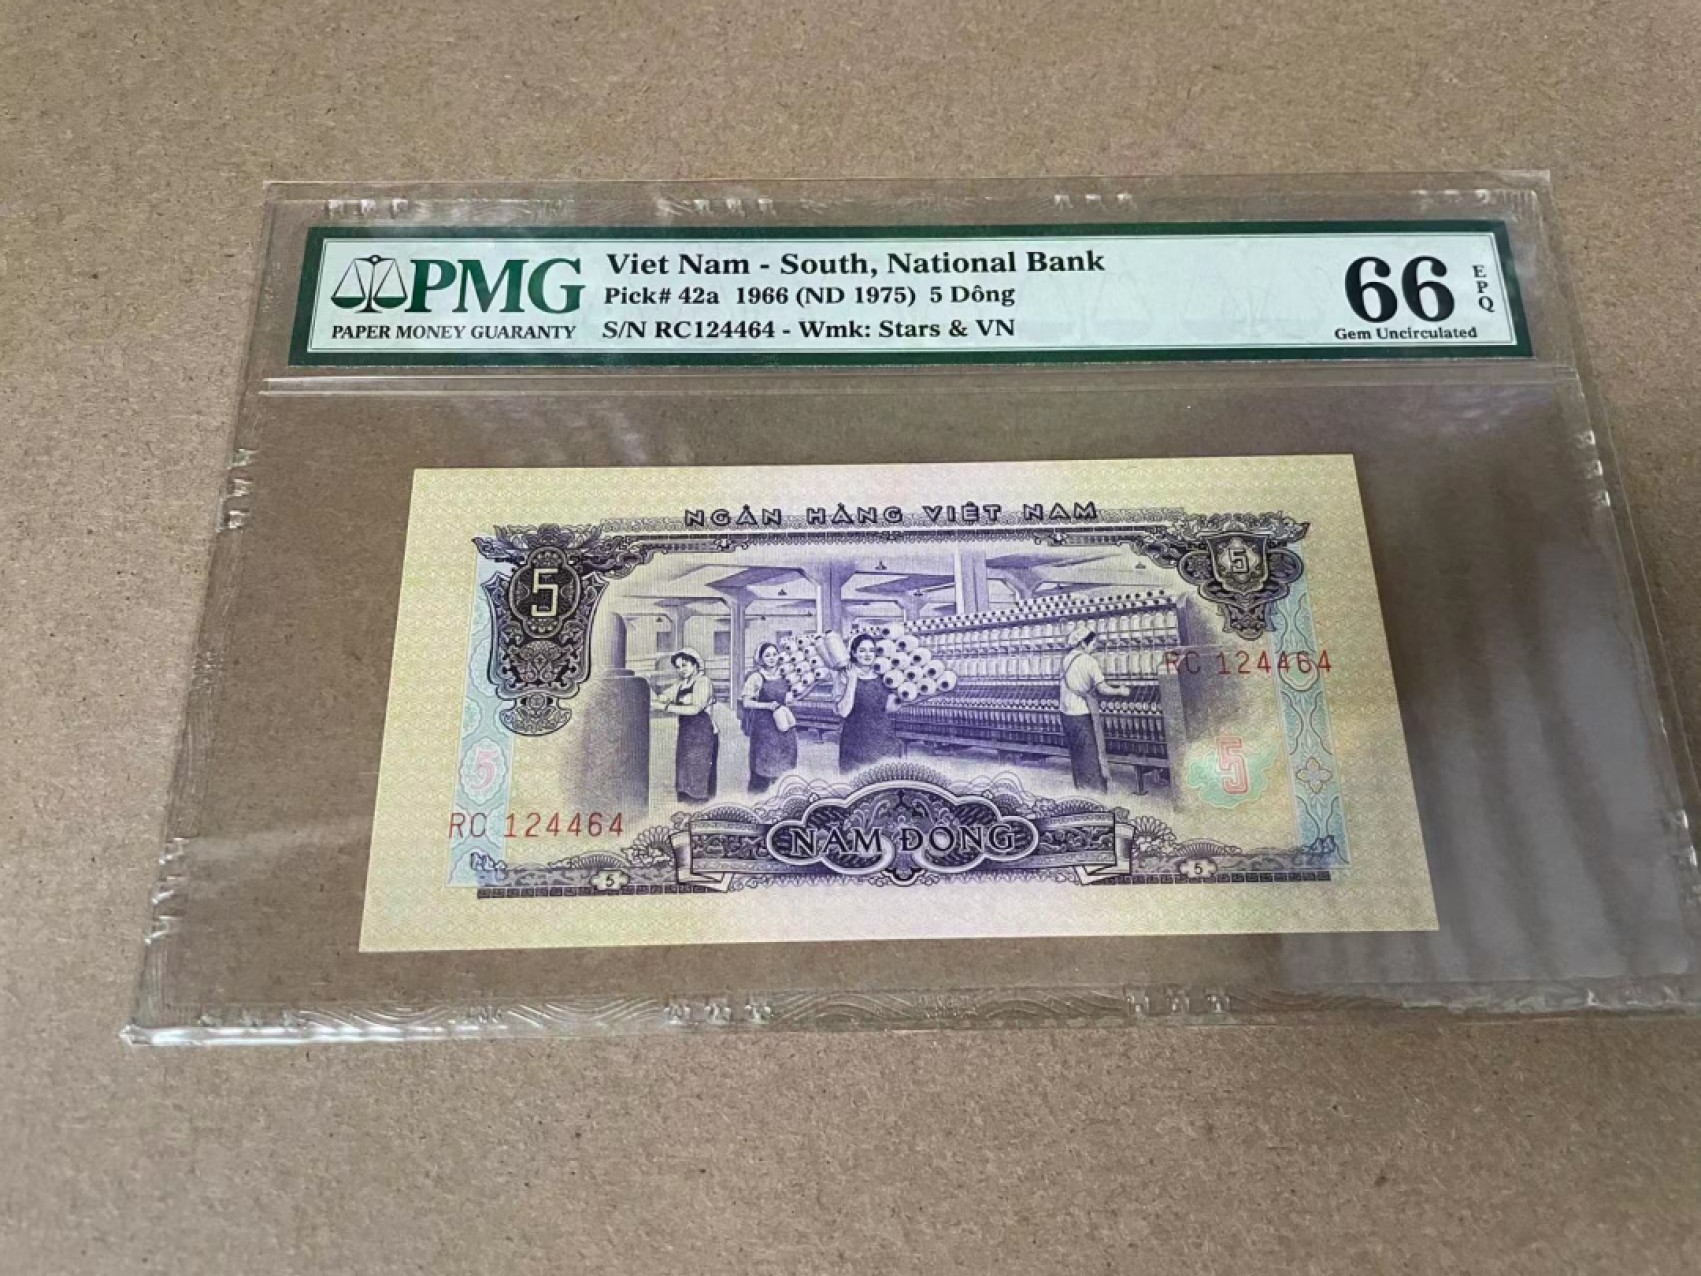 PMG
PAPER MONEY GUARANTY
Viet Nam - South, National Bank
Pick# 42a 1966 (ND 1975) 5 Dông
S/N RC124464 - Wmk: Stars & VN
66
EPQ
Gem Uncirculated
NGÂN HÀNG VIỆT NAM
5
5
RC 124464
5
5
RC 124464
NĂM ĐỒNG
5
5